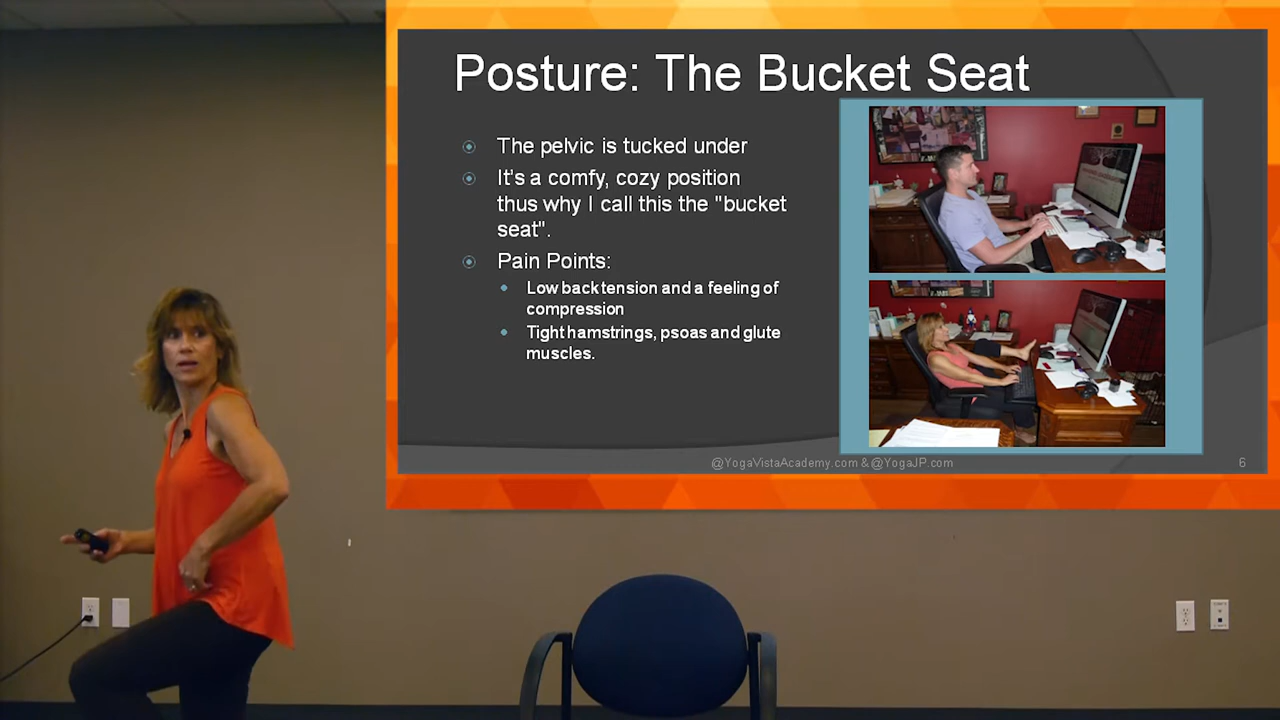 Posture: The Bucket Seat
The pelvic is tucked under
It's a comfy, cozy position
thus why I call this the "bucket
seat".
Pain Points:
Low back tension and a feeling of
compression
Tight hamstrings, psoas and glute
muscles.
@YogaVistaAcademy.com & @YogaJP.com
6